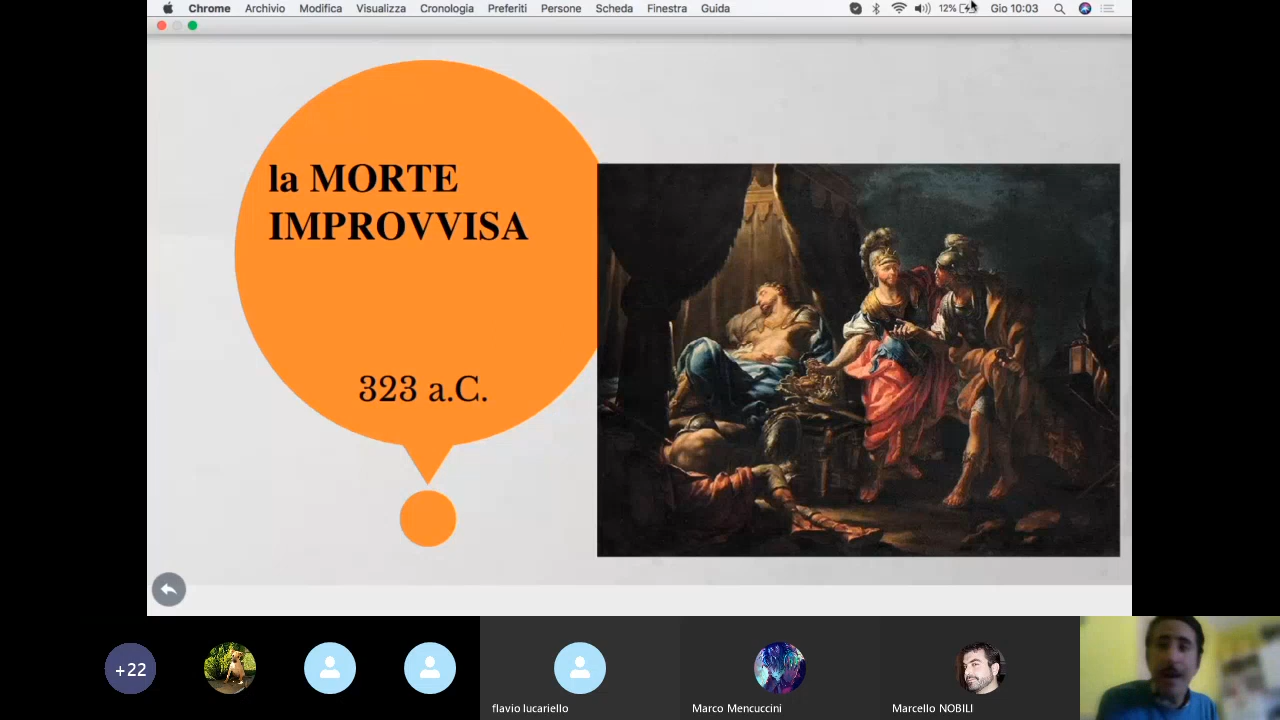 Chrome Archivio Modifica Visualizza Cronologia Preferiti Persone Scheda Finestra Guida 12% Gio 10:03
la MORTE
IMPROVVISA
323 a.C.
+22
flavio lucariello Marco Mencuccini Marcello NOBILI